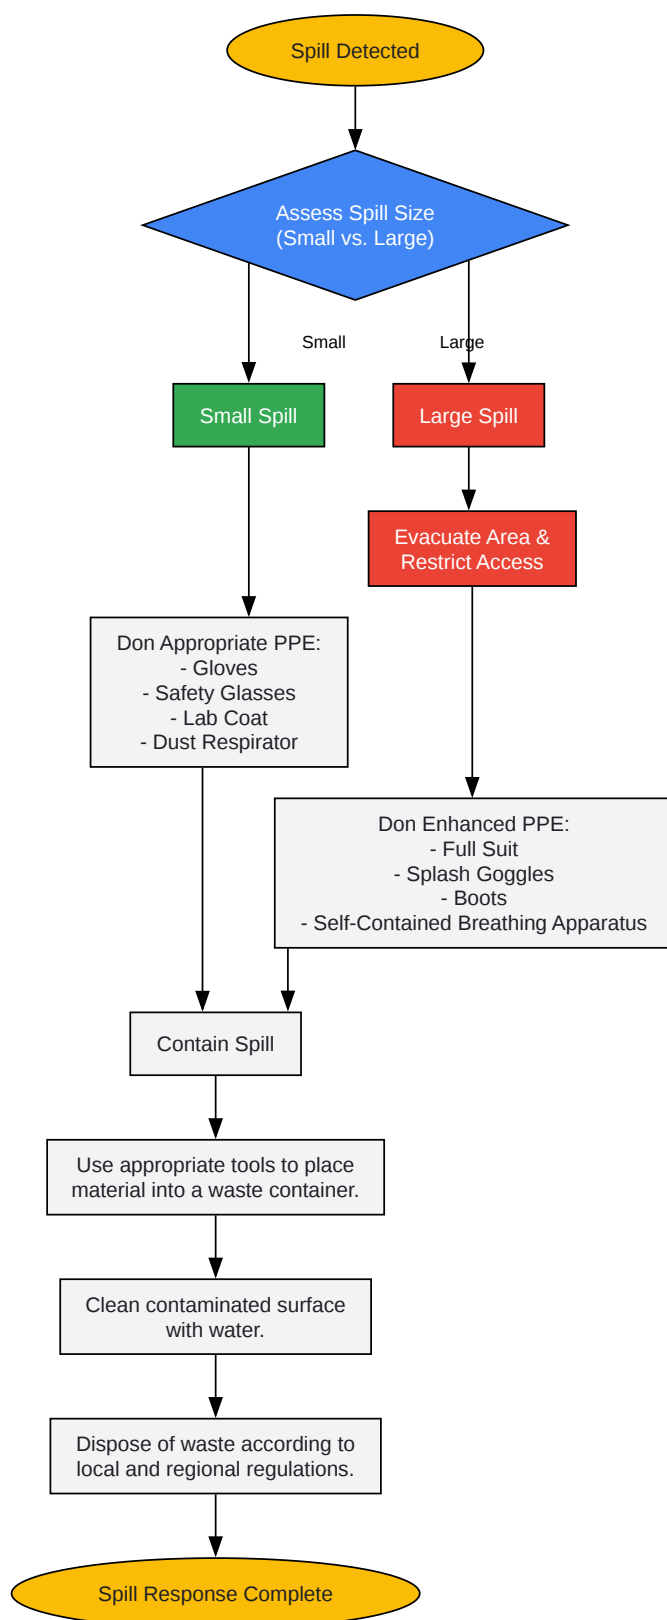 Spill Detected
Assess Spill Size
(Small vs. Large)
Small
Large
Small Spill
Large Spill
Evacuate Area &
Restrict Access
Don Appropriate PPE:
- Gloves
- Safety Glasses
- Lab Coat
- Dust Respirator
Don Enhanced PPE:
- Full Suit
- Splash Goggles
- Boots
- Self-Contained Breathing Apparatus
Contain Spill
Use appropriate tools to place
material into a waste container.
Clean contaminated surface
with water.
Dispose of waste according to
local and regional regulations.
Spill Response Complete